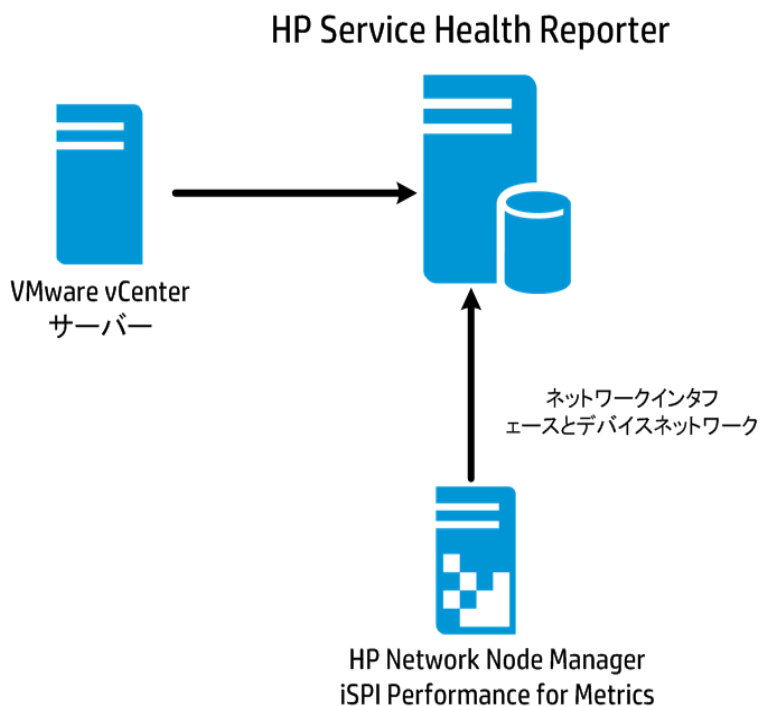 HP Service Health Reporter
VMware vCenter
サーバー
ネットワークインタフ
ェースとデバイスネットワーク
HP Network Node Manager
iSPI Performance for Metrics